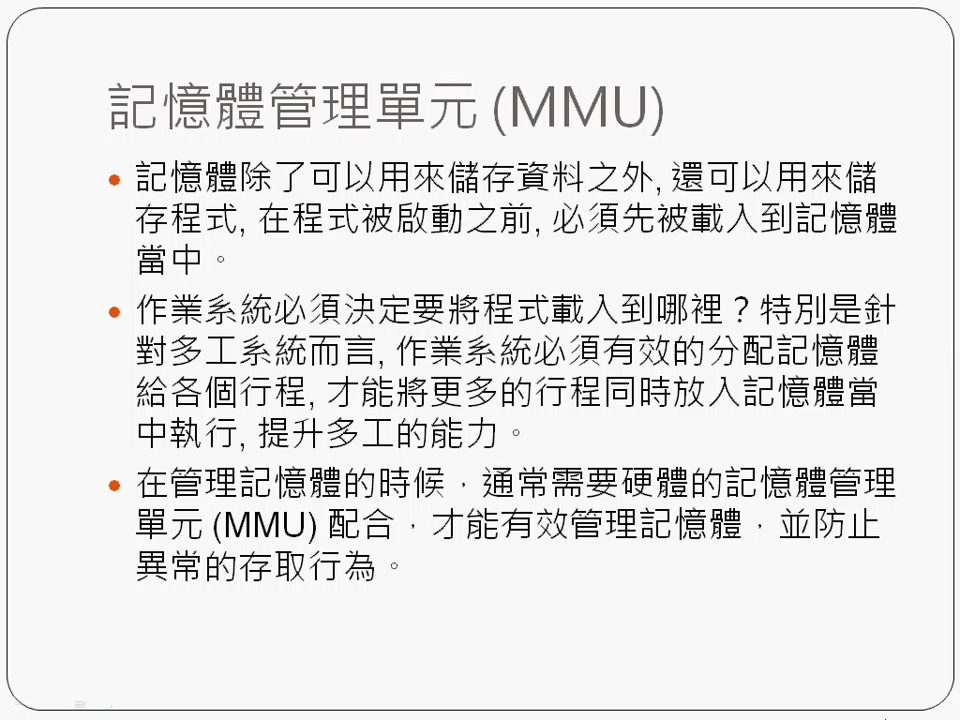 記憶體管理單元 (MMU)
記憶體除了可以用來儲存資料之外, 還可以用來儲
存程式, 在程式被啟動之前, 必須先被載入到記憶體
當中。
作業系統必須決定要將程式載入到哪裡？特別是針
對多工系統而言, 作業系統必須有效的分配記憶體
給各個行程, 才能將更多的行程同時放入記憶體當
中執行, 提升多工的能力。
在管理記憶體的時候，通常需要硬體的記憶體管理
單元 (MMU) 配合，才能有效管理記憶體，並防止
異常的存取行為。